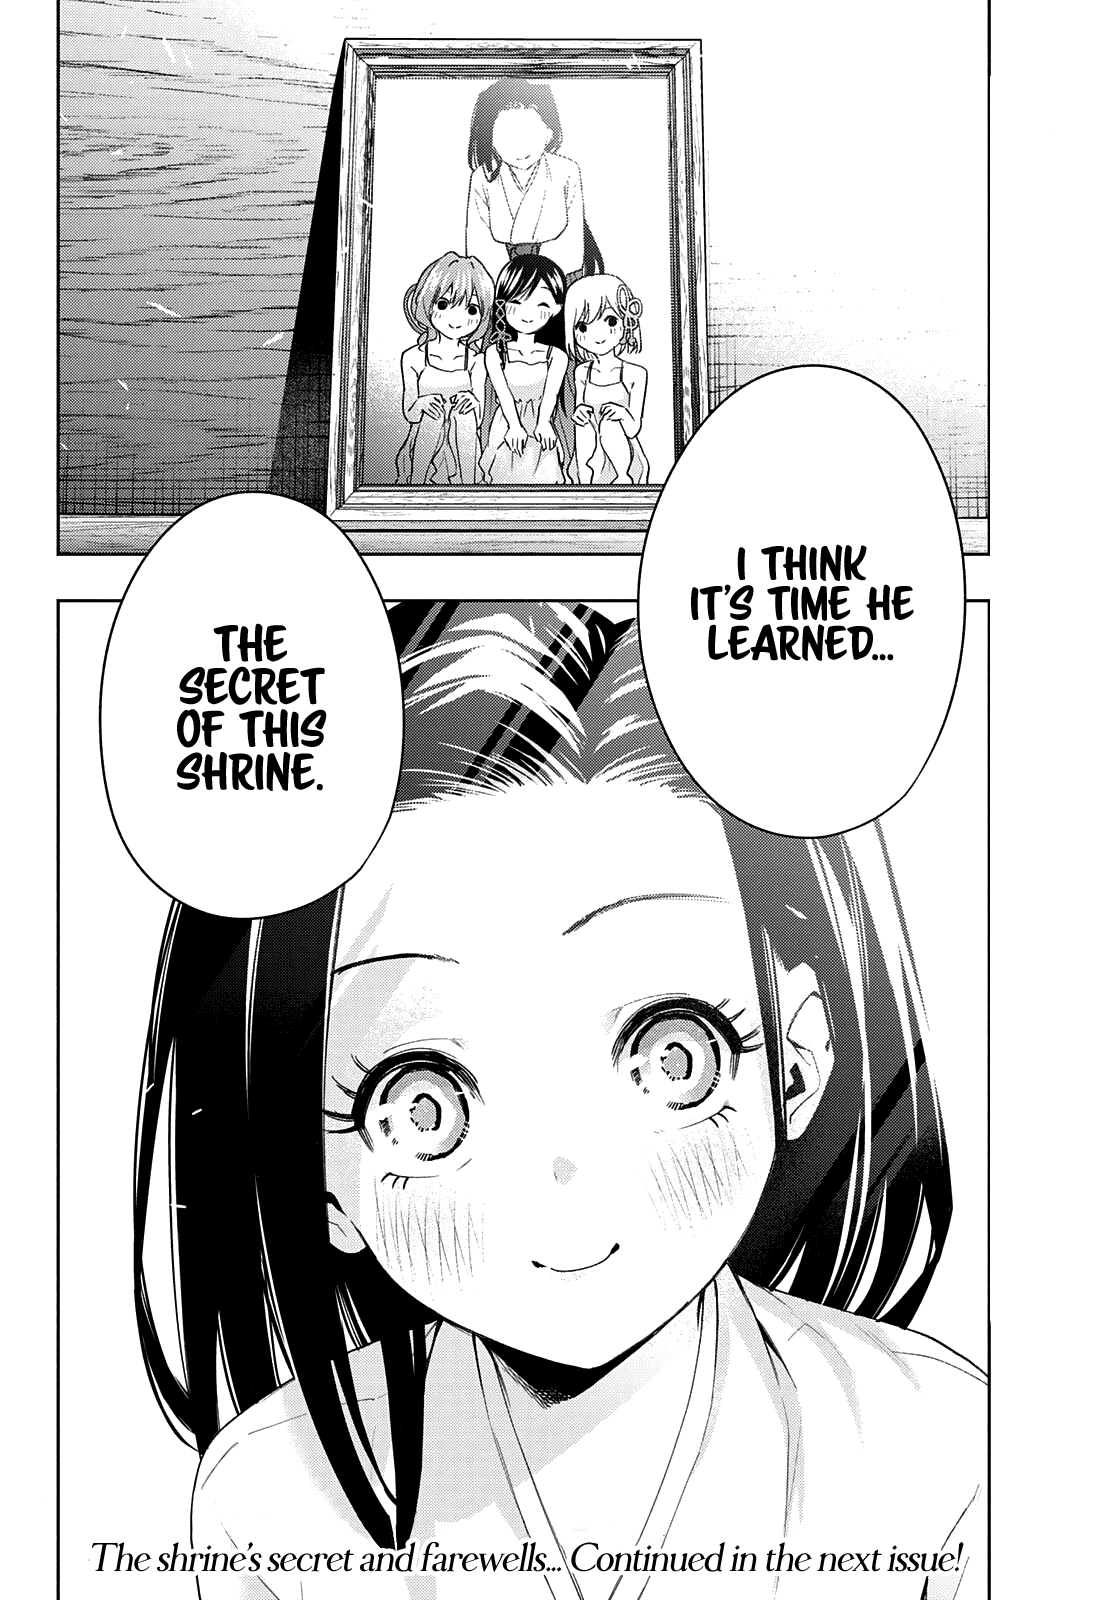 I THINK
IT'S TIME HE
LEARNED...
THE
SECRET
OF THIS
SHRINE.
The shrine's secret and farewells... Continued in the next issue!